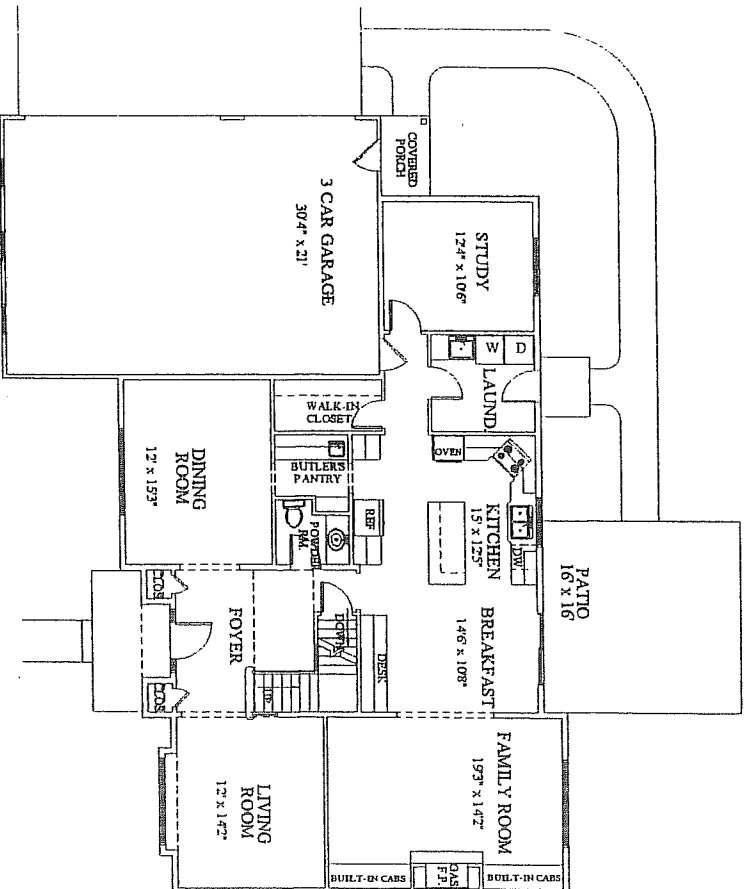 COVERED
PORCH
3 CAR GARAGE
30'4" x 21'
STUDY
12'4" x 10'6"
W
D
LAUND.
WALK-IN
CLOSET
OVEN
BUTLER'S
PANTRY
DINING
ROOM
12' x 15'3"
REF
POWDER
RM.
KITCHEN
15' x 12'5"
DW
PATIO
16' x 16'
BREAKFAST
14'6" x 10'8"
CLOS
FOYER
DOWN
DESK
UP
CLOS
LIVING
ROOM
12' x 14'2"
FAMILY ROOM
19'3" x 14'2"
BUILT-IN CABS
GAS
F.P.
BUILT-IN CABS